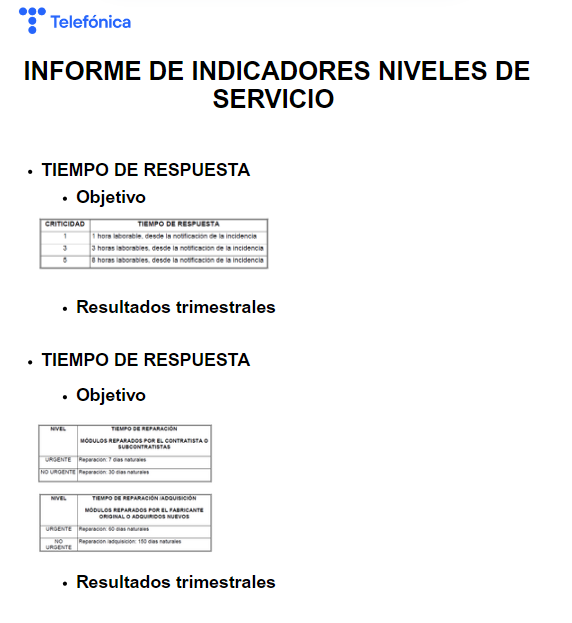 Telefónica
INFORME DE INDICADORES NIVELES DE
SERVICIO
TIEMPO DE RESPUESTA
Objetivo
CRITICIDAD TIEMPO DE RESPUESTA
1 1 hora laborable, desde la notificación de la incidencia
3 3 horas laborables, desde la notificación de la incidencia
5 8 horas laborables, desde la notificación de la incidencia
Resultados trimestrales
TIEMPO DE RESPUESTA
Objetivo
NIVEL TIEMPO DE REPARACIÓN
MÓDULOS REPARADOS POR EL CONTRATISTA O
SUBCONTRATISTAS
URGENTE Reparación: 7 días naturales
NO URGENTE Reparación: 30 días naturales
NIVEL TIEMPO DE REPARACIÓN /ADQUISICIÓN
MÓDULOS REPARADOS POR EL FABRICANTE
ORIGINAL O ADQUIRIDOS NUEVOS
URGENTE Reparación: 60 días naturales
NO Reparación /adquisición: 150 días naturales
URGENTE
Resultados trimestrales